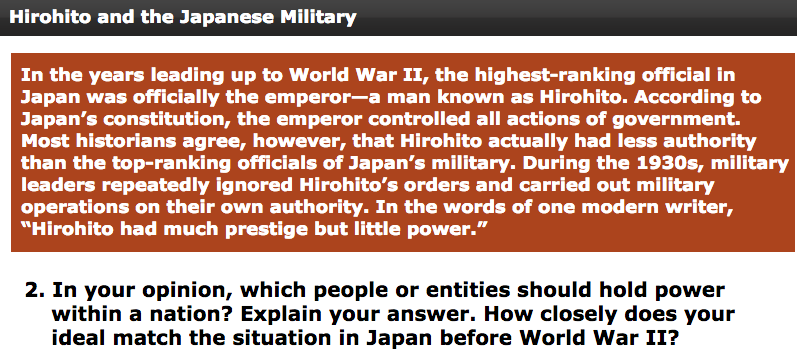 Hirohito and the Japanese Military
In the years leading up to World War II, the highest-ranking official in
Japan was officially the emperor—a man known as Hirohito. According to
Japan's constitution, the emperor controlled all actions of government.
Most historians agree, however, that Hirohito actually had less authority
than the top-ranking officials of Japan's military. During the 1930s, military
leaders repeatedly ignored Hirohito's orders and carried out military
operations on their own authority. In the words of one modern writer,
"Hirohito had much prestige but little power."
2. In your opinion, which people or entities should hold power
within a nation? Explain your answer. How closely does your
ideal match the situation in Japan before World War II?